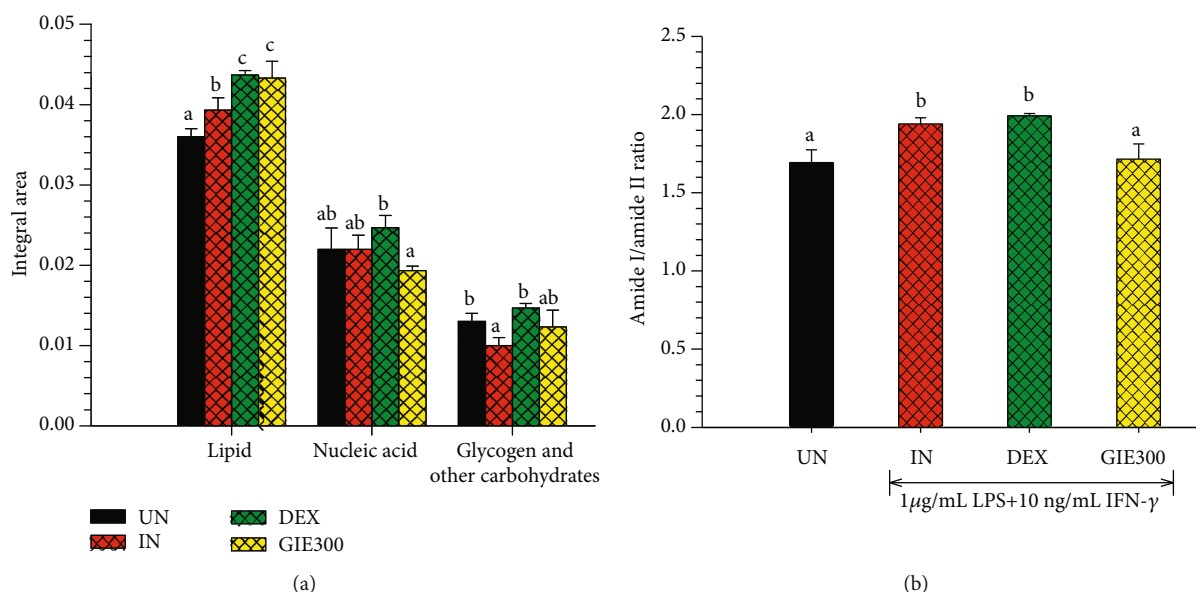 0.05
0.04
0.03
0.02
0.01
0.00
Integral area
a
b
c
c
ab
ab
b
a
b
a
b
ab
Lipid
Nucleic acid
Glycogen and
other carbohydrates
UN
IN
DEX
GIE300
(a)
2.5
2.0
1.5
1.0
0.5
0.0
Amide I/amide II ratio
a
b
b
a
UN
IN
DEX
GIE300
1μg/mL LPS+10 ng/mL IFN-γ
(b)